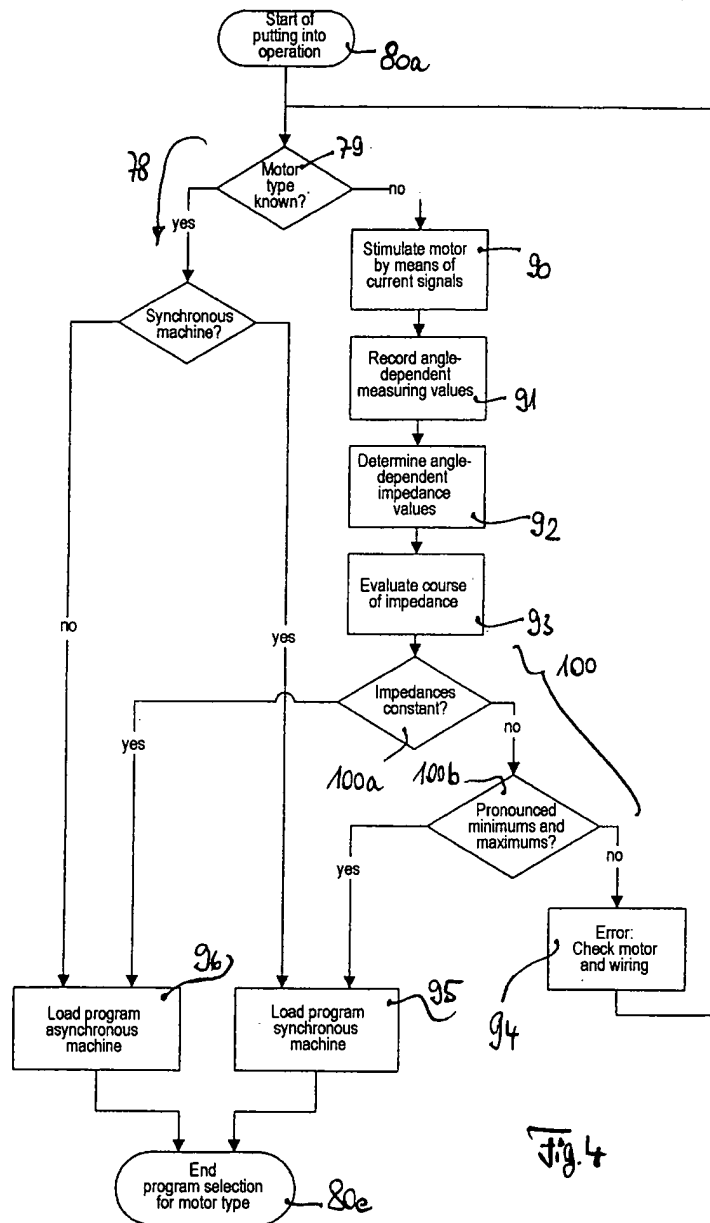 Start of
putting into
operation
80a
78
79
Motor
type
known?
no
yes
Stimulate motor
by means of
current signals
90
Synchronous
machine?
Record angle-
dependent
measuring values
91
Determine angle-
dependent
impedance
values
92
Evaluate course
of impedance
93
no
yes
100
Impedances
constant?
yes
no
100a
100b
Pronounced
minimums and
maximums?
yes
no
96
95
Error:
Check motor
and wiring
94
Load program
asynchronous
machine
Load program
synchronous
machine
End
program selection
for motor type
80e
Fig. 4